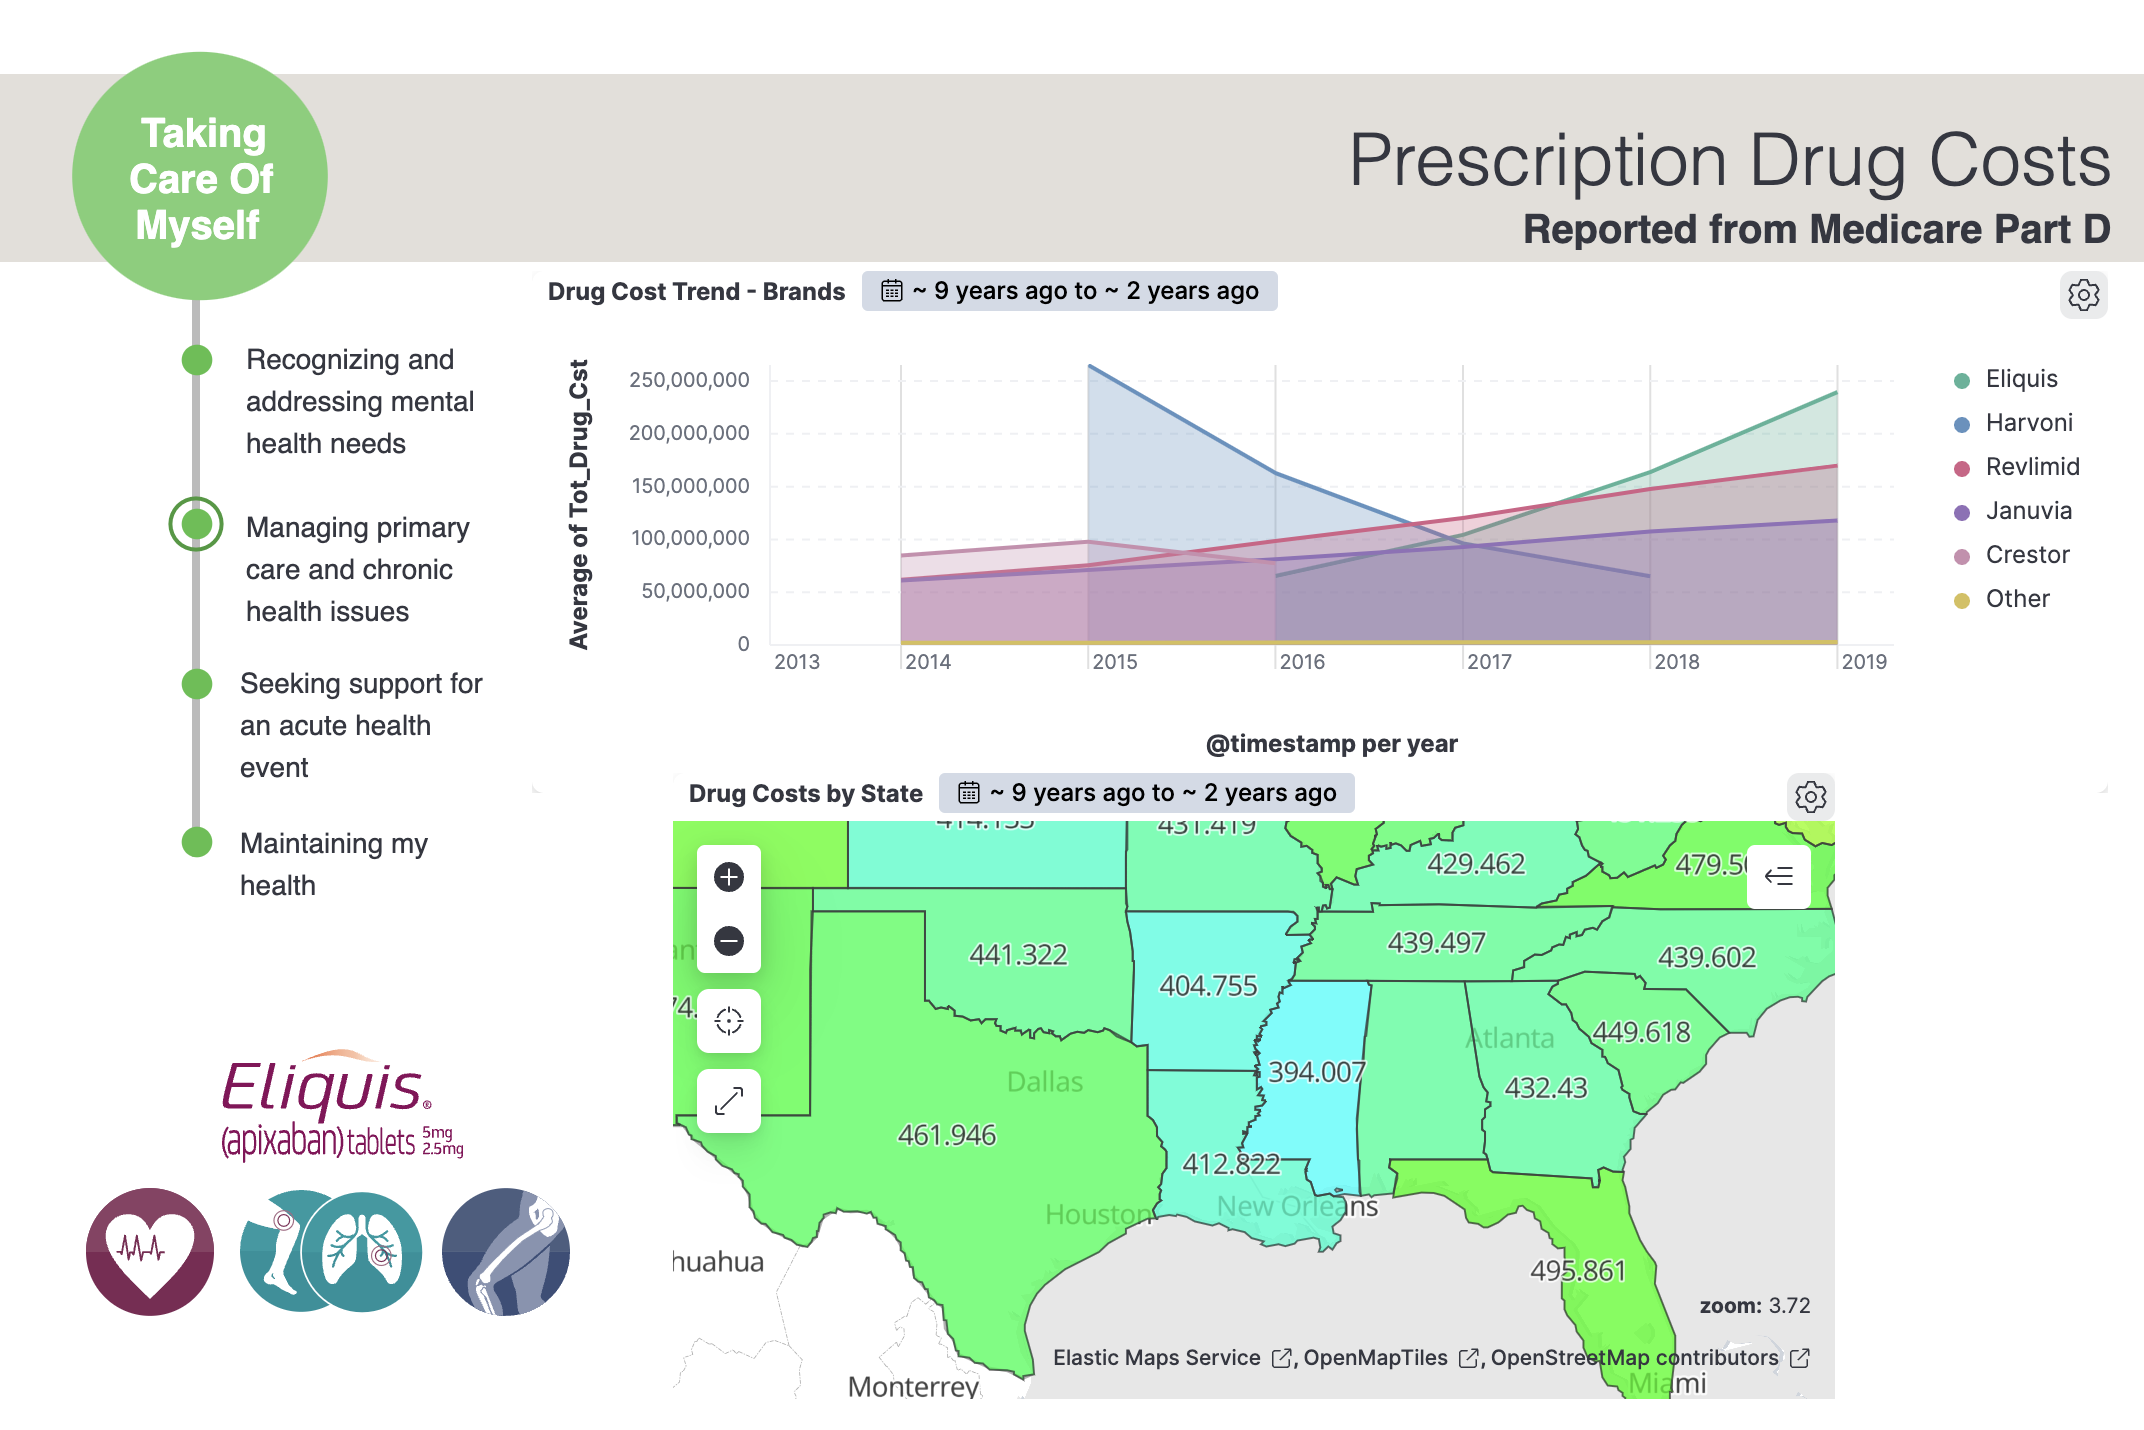 Taking
Care Of
Myself
Prescription Drug Costs
Reported from Medicare Part D
Recognizing and
addressing mental
health needs
Managing primary
care and chronic
health issues
Seeking support for
an acute health
event
Maintaining my
health
Eliquis®
(apixaban) tablets 5mg
2.5mg
Drug Cost Trend - Brands
~ 9 years ago to ~ 2 years ago
Average of Tot_Drug_Cst
250,000,000
200,000,000
150,000,000
100,000,000
50,000,000
0
2013 2014 2015 2016 2017 2018 2019
@timestamp per year
Eliquis
Harvoni
Revlimid
Januvia
Crestor
Other
Drug Costs by State
~ 9 years ago to ~ 2 years ago
431.419
429.462
441.322
439.497
404.755
439.602
449.618
Atlanta
394.007
432.43
Dallas
461.946
412.822
New Orleans
Houston
huahua
495.861
zoom: 3.72
Elastic Maps Service , OpenMapTiles , OpenStreetMap contributors
Monterrey
Miami